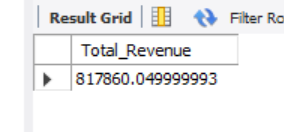 Result Grid Filter Ro
Total_Revenue
817860.049999993